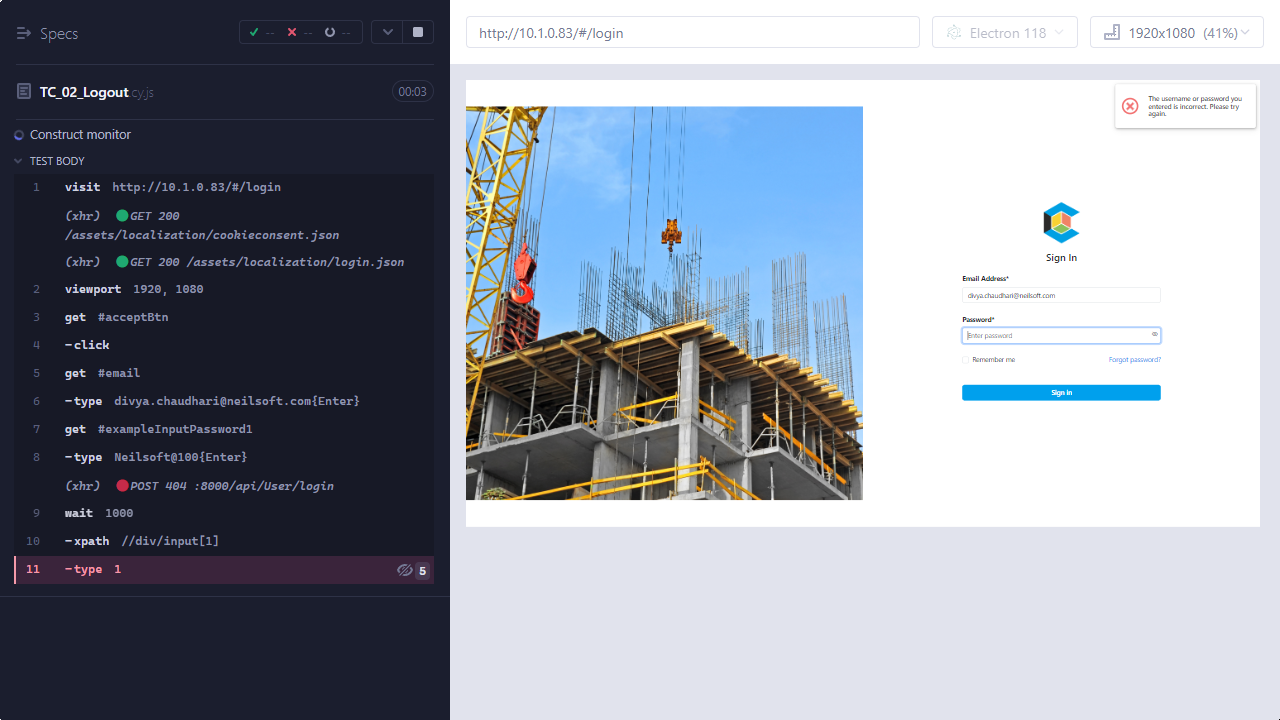 Specs
--
--
--
TC_02_Logout.cy.js
00:03
Construct monitor
TEST BODY
1 visit http://10.1.0.83/#/login
(xhr) GET 200
/assets/localization/cookieconsent.json
(xhr) GET 200 /assets/localization/login.json
2 viewport 1920, 1080
3 get #acceptBtn
4 -click
5 get #email
6 -type divya.chaudhari@neilsoft.com{Enter}
7 get #exampleInputPassword1
8 -type Neilsoft@100{Enter}
(xhr) POST 404 :8000/api/User/login
9 wait 1000
10 -xpath //div/input[1]
11 -type 1
5
http://10.1.0.83/#/login
Electron 118
1920x1080 (41%)
The username or password you
entered is incorrect. Please try
again.
Sign In
Email Address*
divya.chaudhari@neilsoft.com
Password*
Enter password
Remember me
Forgot password?
Sign in